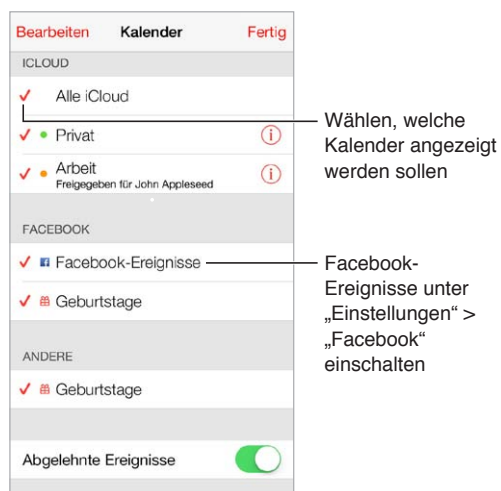 Bearbeiten Kalender Fertig
ICLOUD
Alle iCloud
Privat
Arbeit
Freigegeben für John Appleseed
Wählen, welche
Kalender angezeigt
werden sollen
FACEBOOK
Facebook-Ereignisse
Geburtstage
Facebook-
Ereignisse unter
„Einstellungen“ >
„Facebook“
einschalten
ANDERE
Geburtstage
Abgelehnte Ereignisse